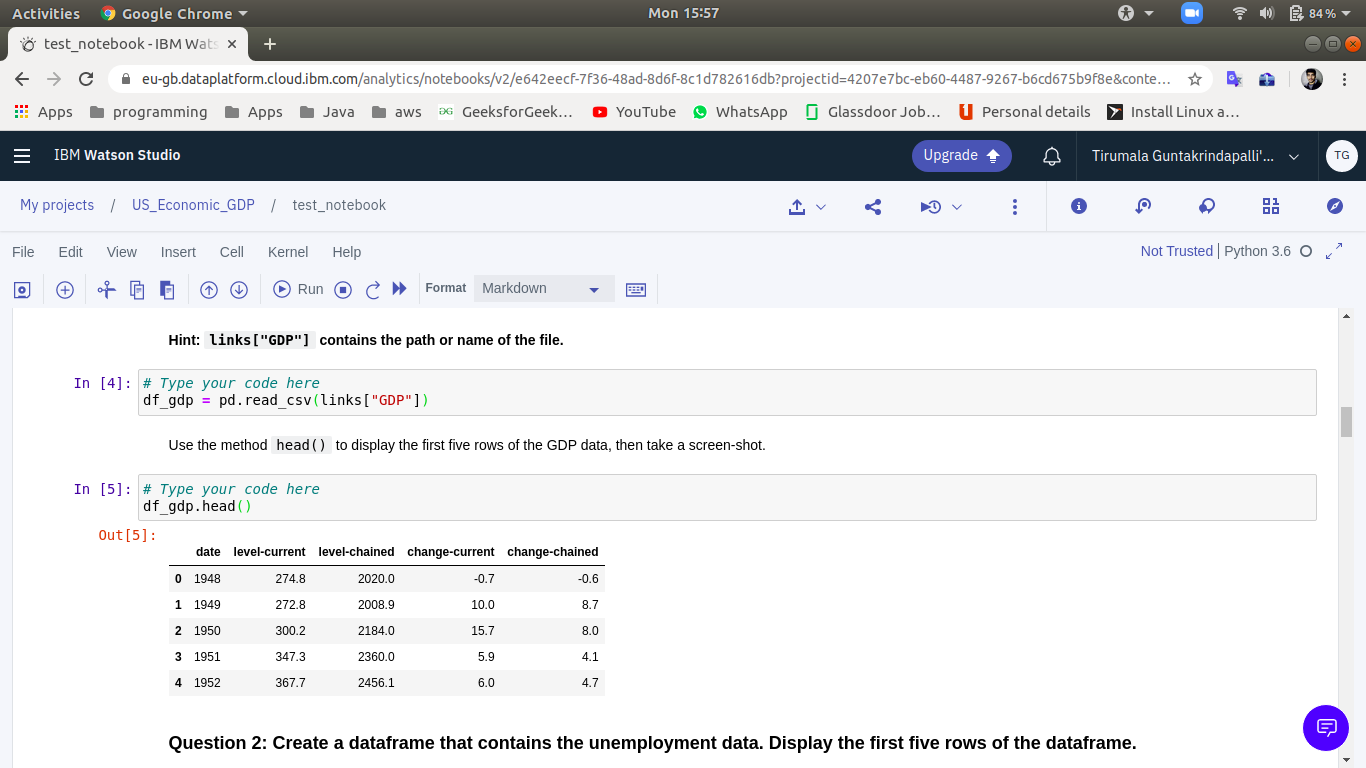 Activities Google Chrome Mon 15:57 84 %
test_notebook - IBM Wats
eu-gb.dataplatform.cloud.ibm.com/analytics/notebooks/v2/e642eecf-7f36-48ad-8d6f-8c1d782616db?projectid=4207e7bc-eb60-4487-9267-b6cd675b9f8e&conte...
Apps programming Apps Java aws GeeksforGeek... YouTube WhatsApp Glassdoor Job... Personal details Install Linux a...
IBM Watson Studio Upgrade Tirumala Guntakrindapalli'... TG
My projects / US_Economic_GDP / test_notebook
File Edit View Insert Cell Kernel Help Not Trusted | Python 3.6
Run Format Markdown
Hint: links["GDP"] contains the path or name of the file.
In [4]: # Type your code here
df_gdp = pd.read_csv(links["GDP"])
Use the method head() to display the first five rows of the GDP data, then take a screen-shot.
In [5]: # Type your code here
df_gdp.head()
Out[5]:
date level-current level-chained change-current change-chained
0 1948 274.8 2020.0 -0.7 -0.6
1 1949 272.8 2008.9 10.0 8.7
2 1950 300.2 2184.0 15.7 8.0
3 1951 347.3 2360.0 5.9 4.1
4 1952 367.7 2456.1 6.0 4.7
Question 2: Create a dataframe that contains the unemployment data. Display the first five rows of the dataframe.